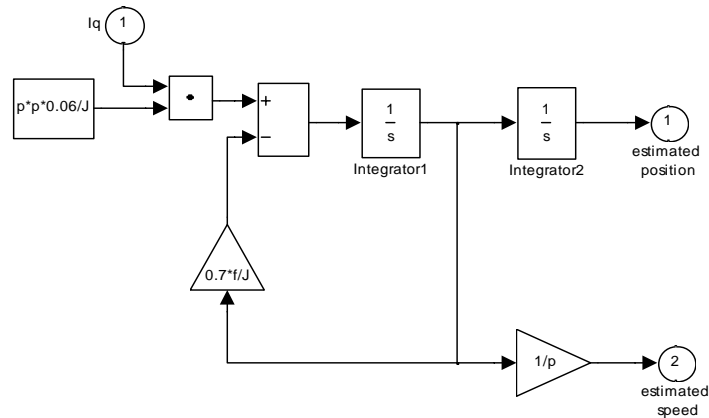 Iq
1
p*p*0.06/J
+
−
1
s
Integrator1
1
s
Integrator2
1
estimated
position
0.7*f/J
1/p
2
estimated
speed